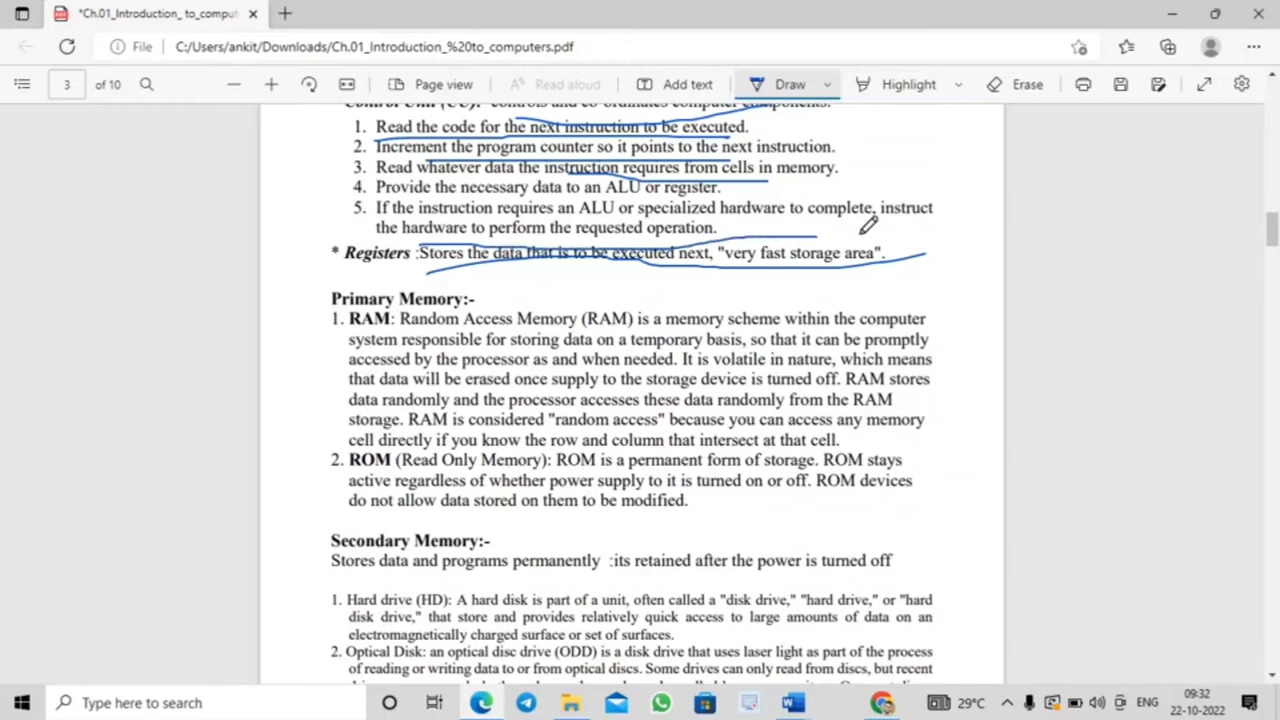 *Ch.01_Introduction_ to_comput
File
C:/Users/ankit/Downloads/Ch.01_Introduction_%20to_computers.pdf
3 of 10
Page view
Read aloud
Add text
Draw
Highlight
Erase
Control Unit (CU): controls and co-ordinates computer components.
1. Read the code for the next instruction to be executed.
2. Increment the program counter so it points to the next instruction.
3. Read whatever data the instruction requires from cells in memory.
4. Provide the necessary data to an ALU or register.
5. If the instruction requires an ALU or specialized hardware to complete, instruct
the hardware to perform the requested operation.
* Registers :Stores the data that is to be executed next, "very fast storage area".
Primary Memory:-
1. RAM: Random Access Memory (RAM) is a memory scheme within the computer
system responsible for storing data on a temporary basis, so that it can be promptly
accessed by the processor as and when needed. It is volatile in nature, which means
that data will be erased once supply to the storage device is turned off. RAM stores
data randomly and the processor accesses these data randomly from the RAM
storage. RAM is considered "random access" because you can access any memory
cell directly if you know the row and column that intersect at that cell.
2. ROM (Read Only Memory): ROM is a permanent form of storage. ROM stays
active regardless of whether power supply to it is turned on or off. ROM devices
do not allow data stored on them to be modified.
Secondary Memory:-
Stores data and programs permanently :its retained after the power is turned off
1. Hard drive (HD): A hard disk is part of a unit, often called a "disk drive," "hard drive," or "hard
disk drive," that store and provides relatively quick access to large amounts of data on an
electromagnetically charged surface or set of surfaces.
2. Optical Disk: an optical disc drive (ODD) is a disk drive that uses laser light as part of the process
of reading or writing data to or from optical discs. Some drives can only read from discs, but recent
Type here to search
29°C
ENG
09:32
22-10-2022